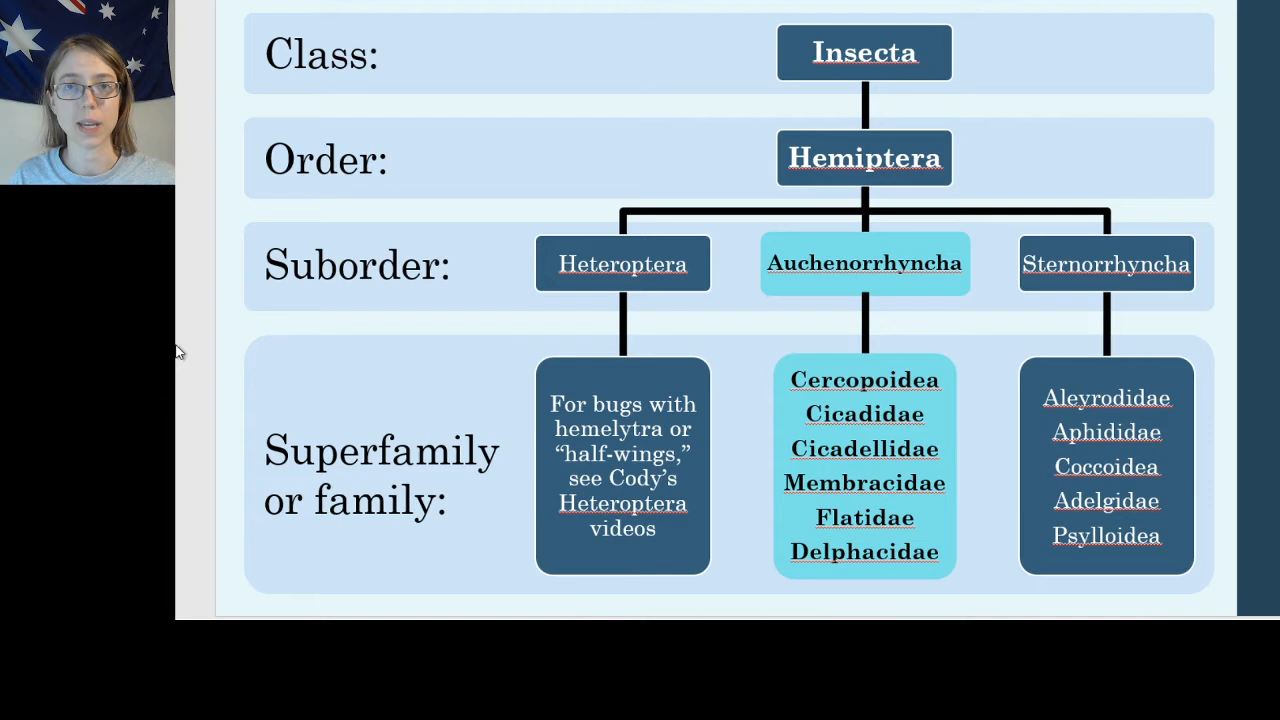 Class:
Insecta
Order:
Hemiptera
Suborder:
Heteroptera
Auchenorrhyncha
Sternorrhyncha
Superfamily
or family:
For bugs with
hemelytra or
“half-wings,”
see Cody’s
Heteroptera
videos
Cercopoidea
Cicadidae
Cicadellidae
Membracidae
Flatidae
Delphacidae
Aleyrodidae
Aphididae
Coccoidea
Adelgidae
Psylloidea